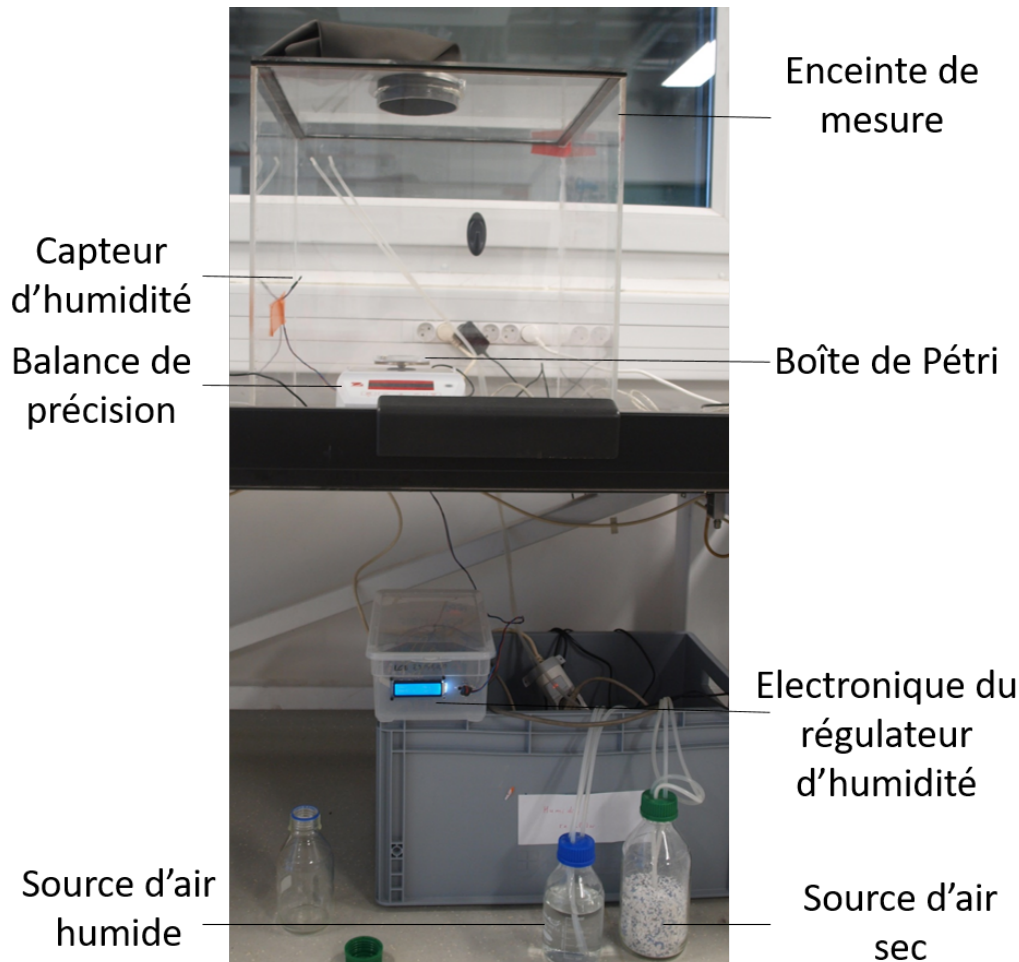 Enceinte de
mesure
Capteur
d’humidité
Balance de
précision
Boîte de Pétri
Electronique du
régulateur
d’humidité
Source d’air
humide
Source d’air
sec